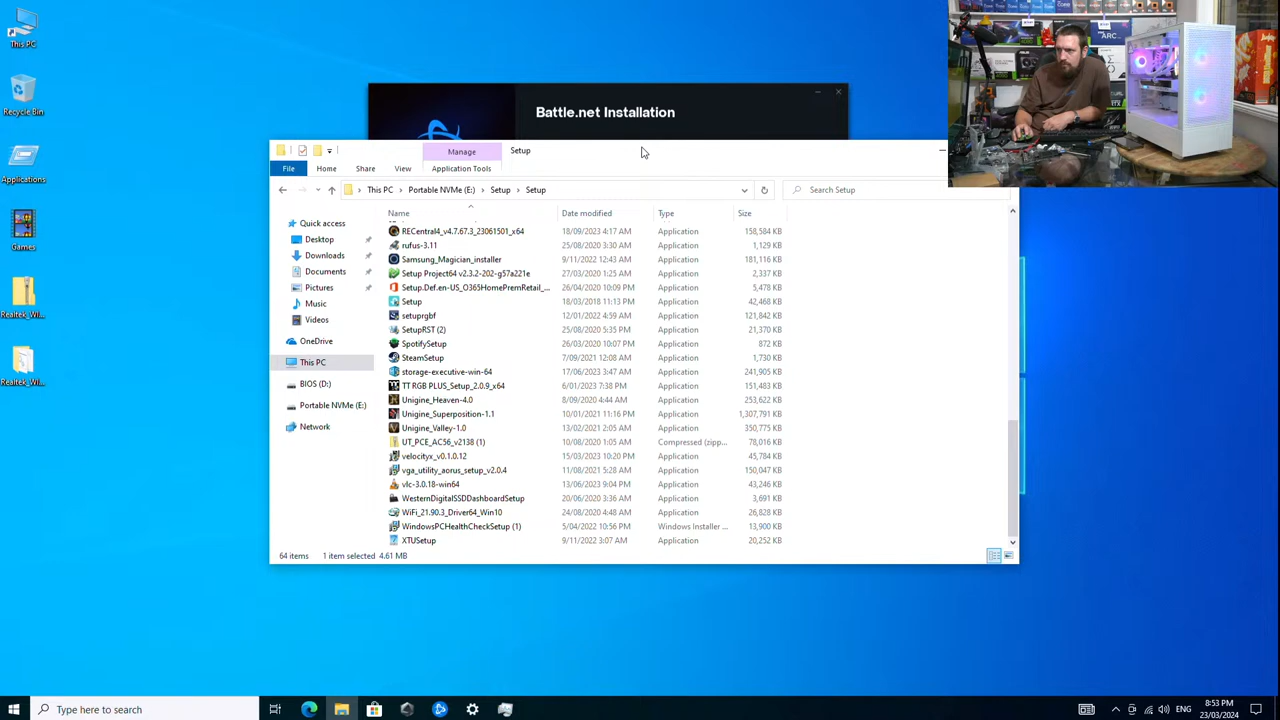 This PC
Recycle Bin
Applications
Games
Realtek_Wi...
Realtek_Wi...
Battle.net Installation
Manage
Setup
File
Home
Share
View
Application Tools
This PC
Portable NVMe (E:)
Setup
Setup
Search Setup
Quick access
Desktop
Downloads
Documents
Pictures
Music
Videos
OneDrive
This PC
BIOS (D:)
Portable NVMe (E:)
Network
Name Date modified Type Size
RECentral4_v4.7.67.3_23061501_x64 18/09/2023 4:17 AM Application 158,584 KB
rufus-3.11 25/08/2020 3:30 AM Application 1,129 KB
Samsung_Magician_installer 9/11/2022 12:43 AM Application 181,116 KB
Setup Project64 v2.3.2-202-g57a221e 27/03/2020 1:25 AM Application 2,337 KB
Setup.Def.en-US_O365HomePremRetail_... 26/04/2020 10:09 PM Application 5,478 KB
Setup 18/03/2018 11:13 PM Application 42,468 KB
setuprgbf 12/01/2022 4:59 AM Application 121,842 KB
SetupRST (2) 25/08/2020 5:35 PM Application 21,370 KB
SpotifySetup 26/03/2020 10:07 PM Application 872 KB
SteamSetup 7/09/2021 12:08 AM Application 1,730 KB
storage-executive-win-64 17/06/2023 3:47 AM Application 241,905 KB
TT RGB PLUS_Setup_2.0.9_x64 6/01/2023 7:38 PM Application 151,483 KB
Unigine_Heaven-4.0 8/09/2020 4:44 AM Application 253,622 KB
Unigine_Superposition-1.1 10/01/2021 11:16 PM Application 1,307,791 KB
Unigine_Valley-1.0 13/02/2021 2:05 AM Application 350,775 KB
UT_PCE_AC56_v2138 (1) 10/08/2020 1:05 AM Compressed (zipp... 78,016 KB
velocityx_v0.1.0.12 15/03/2023 10:20 PM Application 45,784 KB
vga_utility_aorus_setup_v2.0.4 11/08/2021 5:28 AM Application 150,047 KB
vlc-3.0.18-win64 13/06/2023 9:04 PM Application 43,246 KB
WesternDigitalSSDDashboardSetup 20/06/2020 3:36 AM Application 3,691 KB
WiFi_21.90.3_Driver64_Win10 24/08/2020 4:48 AM Application 26,828 KB
WindowsPCHealthCheckSetup (1) 5/04/2022 10:56 PM Windows Installer ... 13,900 KB
XTUSetup 9/11/2022 3:07 AM Application 20,252 KB
64 items 1 item selected 4.61 MB
ARC
Type here to search
ENG
8:53 PM
23/03/2024